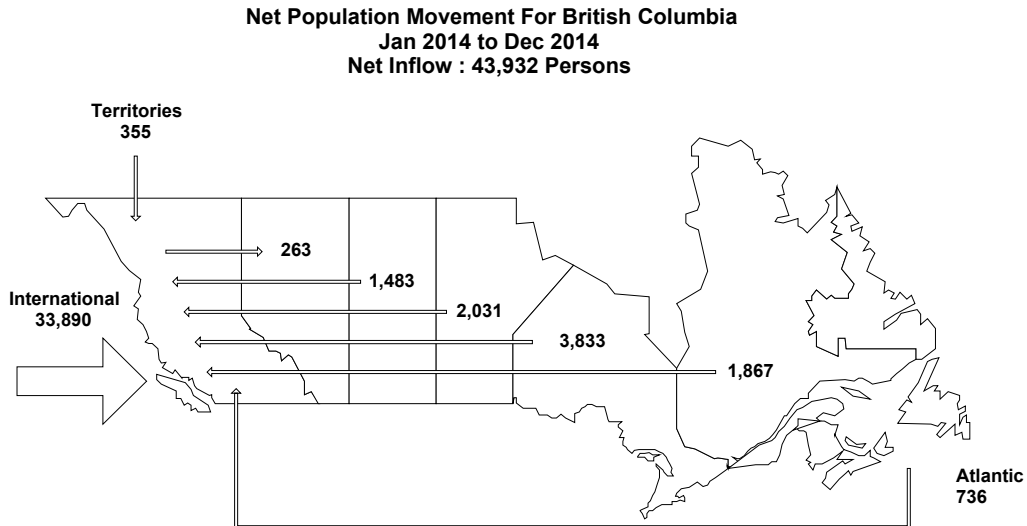 Net Population Movement For British Columbia
Jan 2014 to Dec 2014
Net Inflow : 43,932 Persons
Territories
355
263
1,483
International
33,890
2,031
3,833
1,867
Atlantic
736